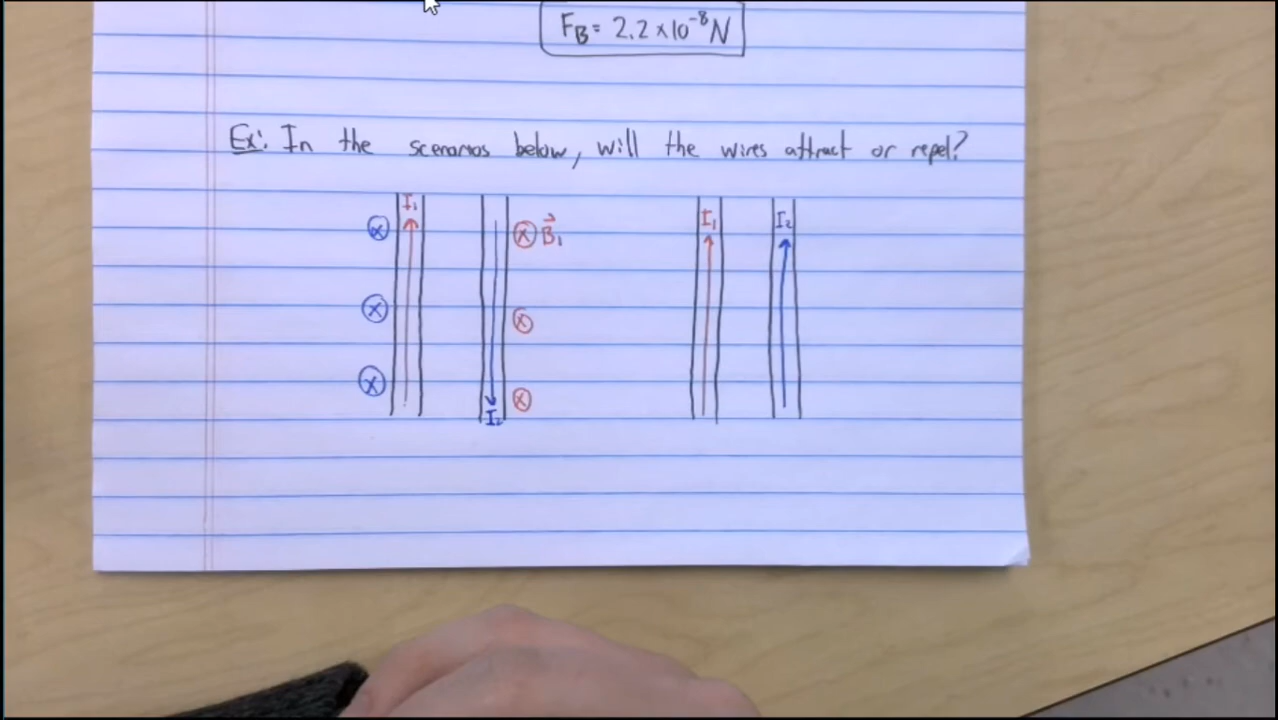 F_B = 2.2×10⁻⁸ N
Ex: In the scenarios below, will the wires attract or repel?
I₁ I₁ I₂
ⓧ ⓧ B⃗₁
ⓧ ⓧ
ⓧ ⓧ
I₂